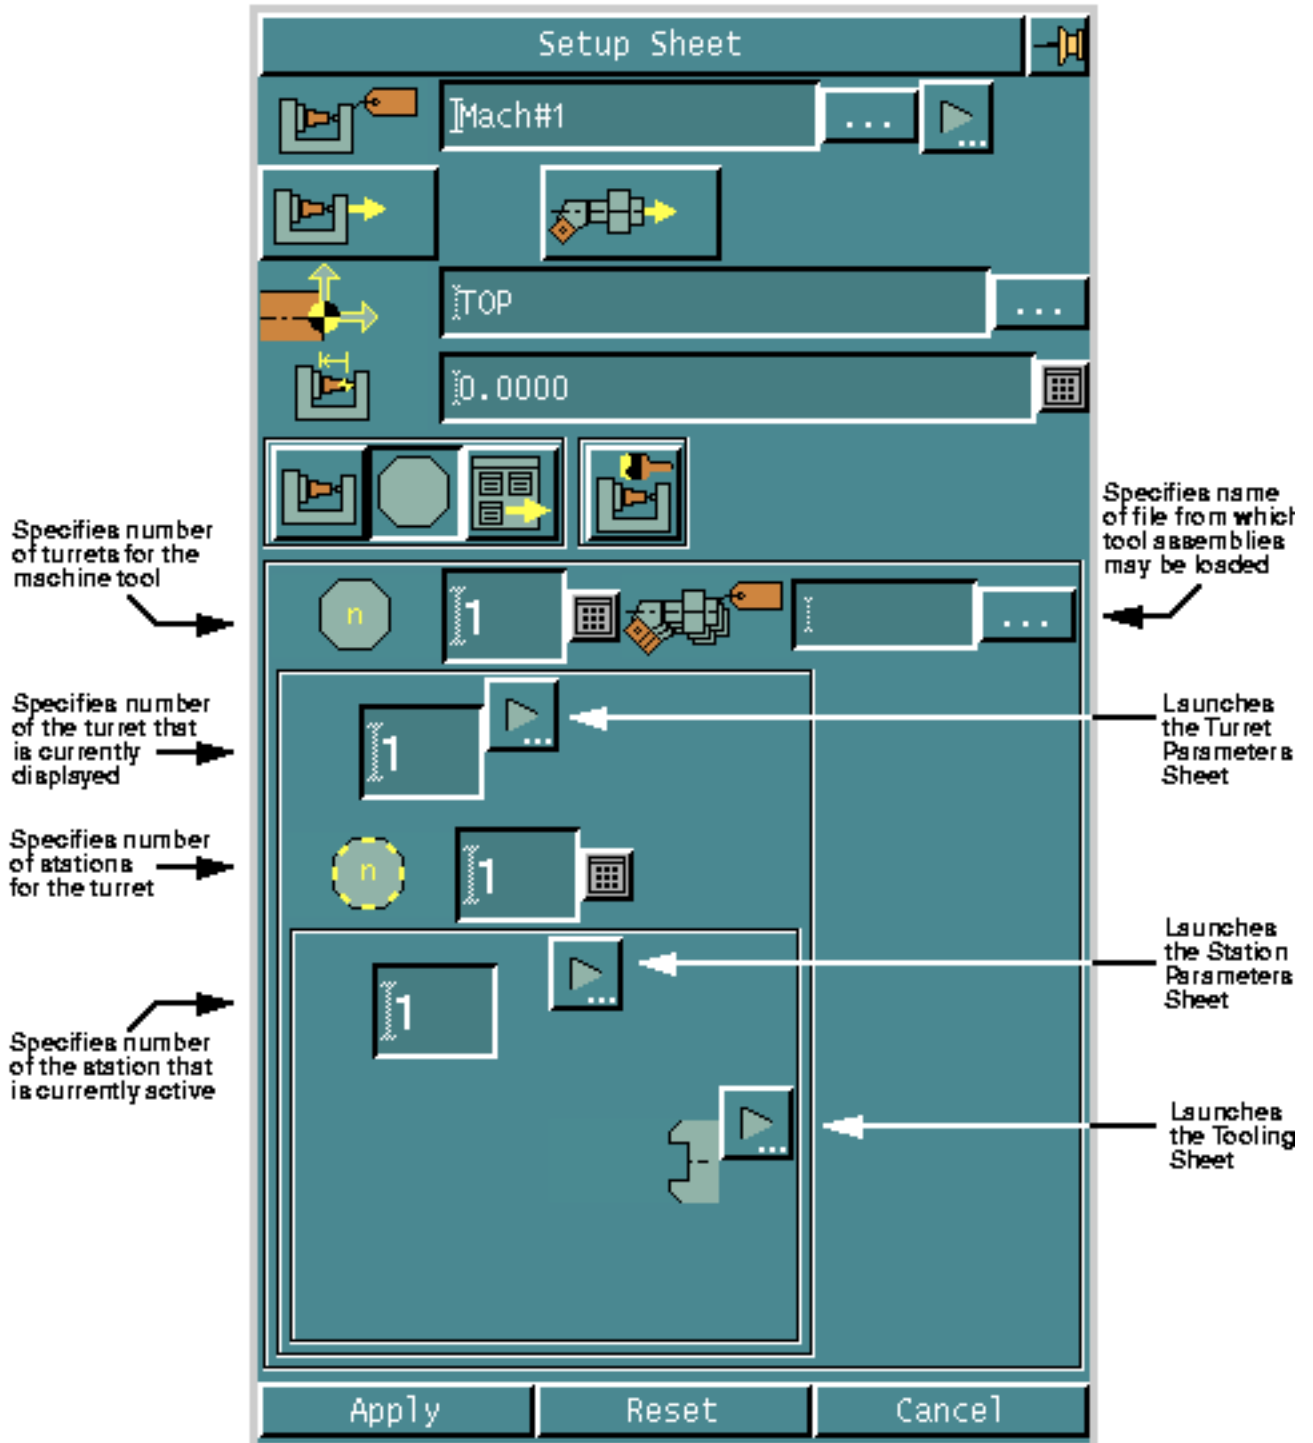 Setup Sheet
Mach#1
...
...
TOP
...
0.0000
Specifies number
of turrets for the
machine tool
Specifies name
of file from which
tool assemblies
may be loaded
n
1
...
Specifies number
of the turret that
is currently
displayed
1
...
Launches
the Turret
Parameters
Sheet
Specifies number
of stations
for the turret
n
1
Launches
the Station
Parameters
Sheet
...
1
Specifies number
of the station that
is currently active
...
Launches
the Tooling
Sheet
Apply
Reset
Cancel